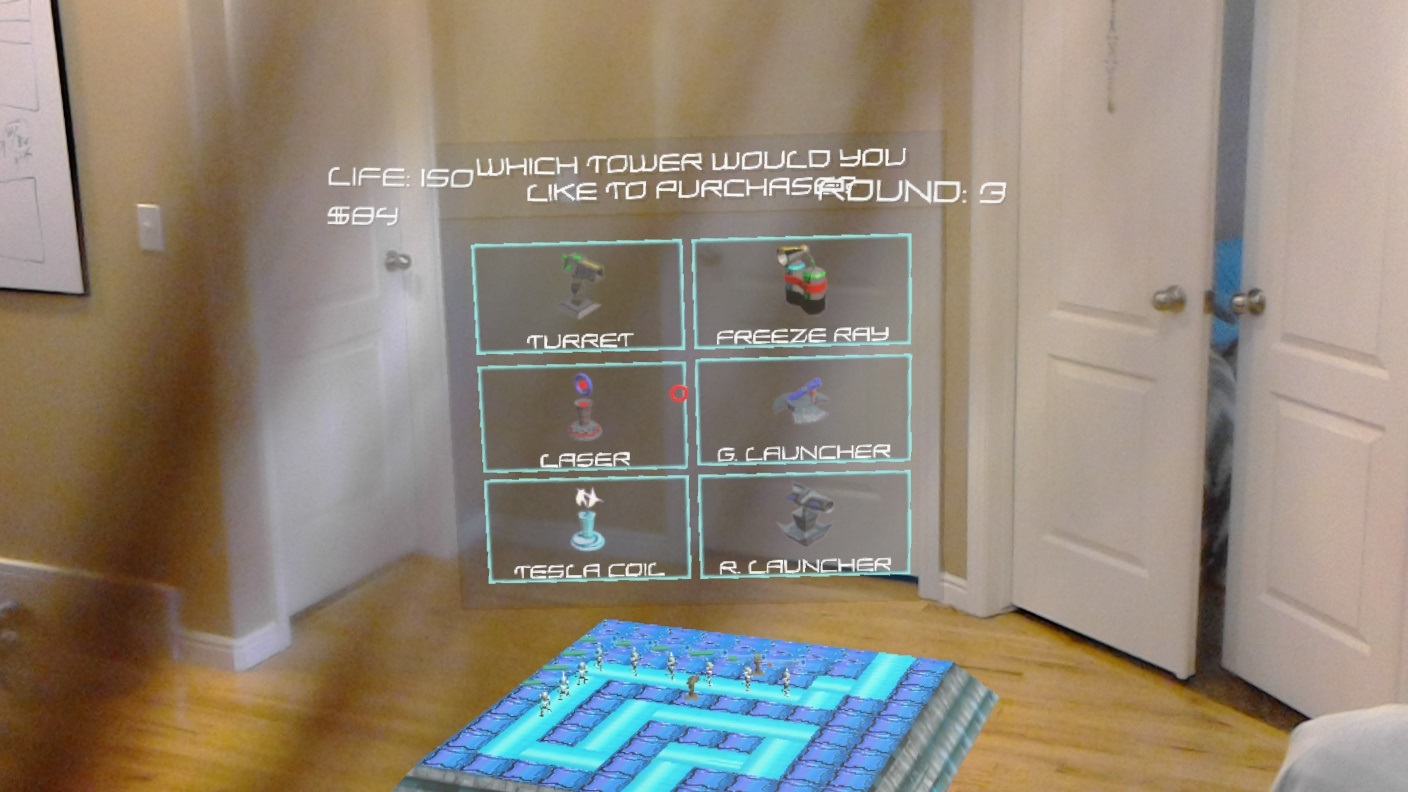 LIFE: 150
WHICH TOWER WOULD YOU
LIKE TO PURCHASE?
ROUND: 3
$84
TURRET
FREEZE RAY
LASER
G. LAUNCHER
TESLA COIL
R. LAUNCHER